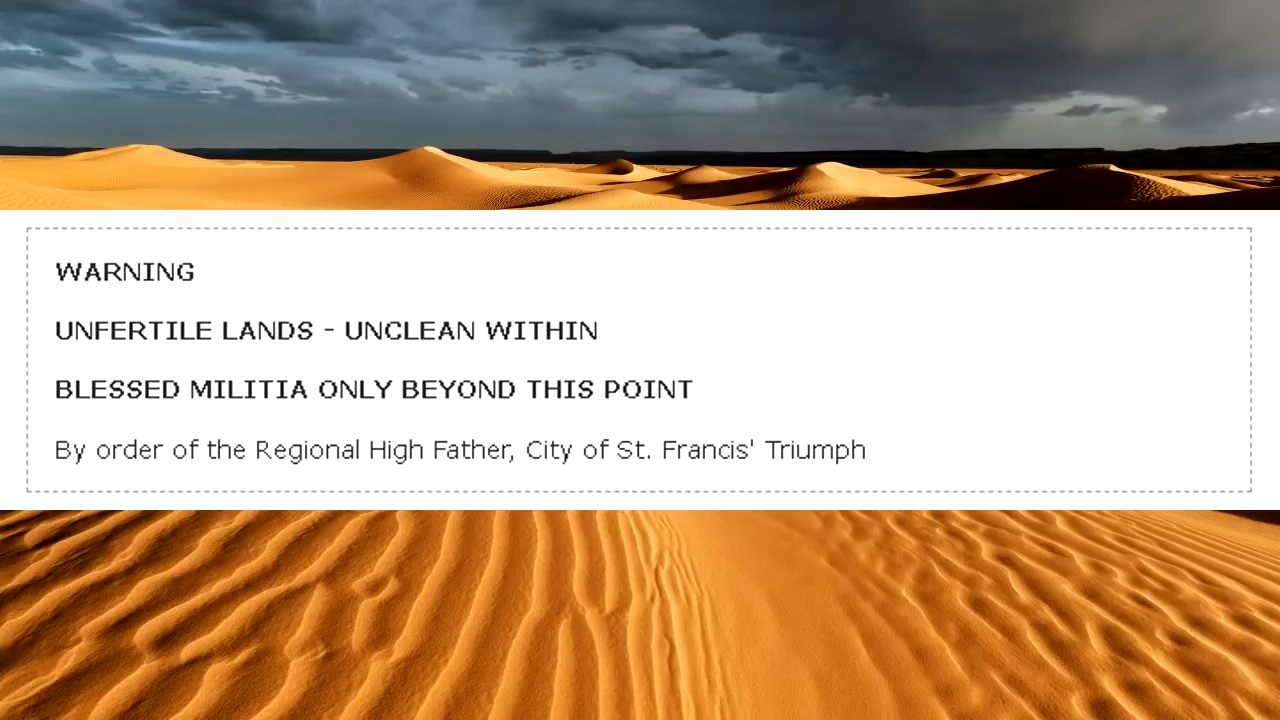 WARNING
UNFERTILE LANDS - UNCLEAN WITHIN
BLESSED MILITIA ONLY BEYOND THIS POINT
By order of the Regional High Father, City of St. Francis' Triumph